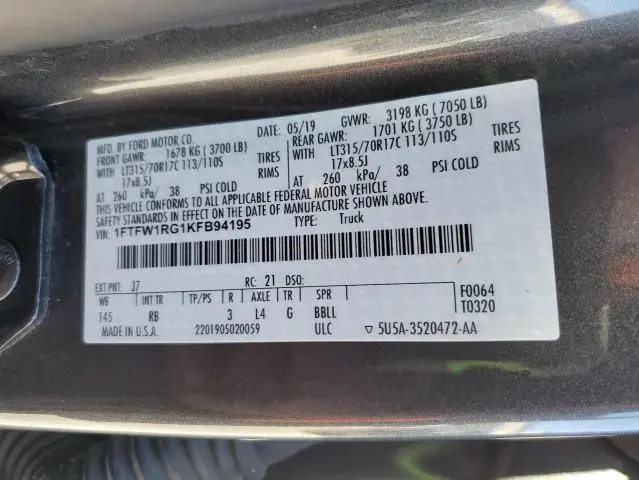 MFD. BY FORD MOTOR CO.
DATE: 05/19 GVWR: 3198 KG ( 7050 LB)
FRONT GAWR: 1678 KG ( 3700 LB) REAR GAWR: 1701 KG ( 3750 LB)
WITH LT315/70R17C 113/110S TIRES WITH LT315/70R17C 113/110S TIRES
17x8.5J RIMS 17x8.5J RIMS
AT 260 kPa/ 38 PSI COLD AT 260 kPa/ 38 PSI COLD
THIS VEHICLE CONFORMS TO ALL APPLICABLE FEDERAL MOTOR VEHICLE
SAFETY STANDARDS IN EFFECT ON THE DATE OF MANUFACTURE SHOWN ABOVE.
VIN: 1FTFW1RG1KFB94195 TYPE: Truck
EXT PNT: J7 RC: 21 DSO: F0064
WB INT TR TP/PS R AXLE TR SPR T0320
145 RB 3 L4 G BBLL
MADE IN U.S.A. 2201905020059 ULC ▽ 5U5A-3520472-AA